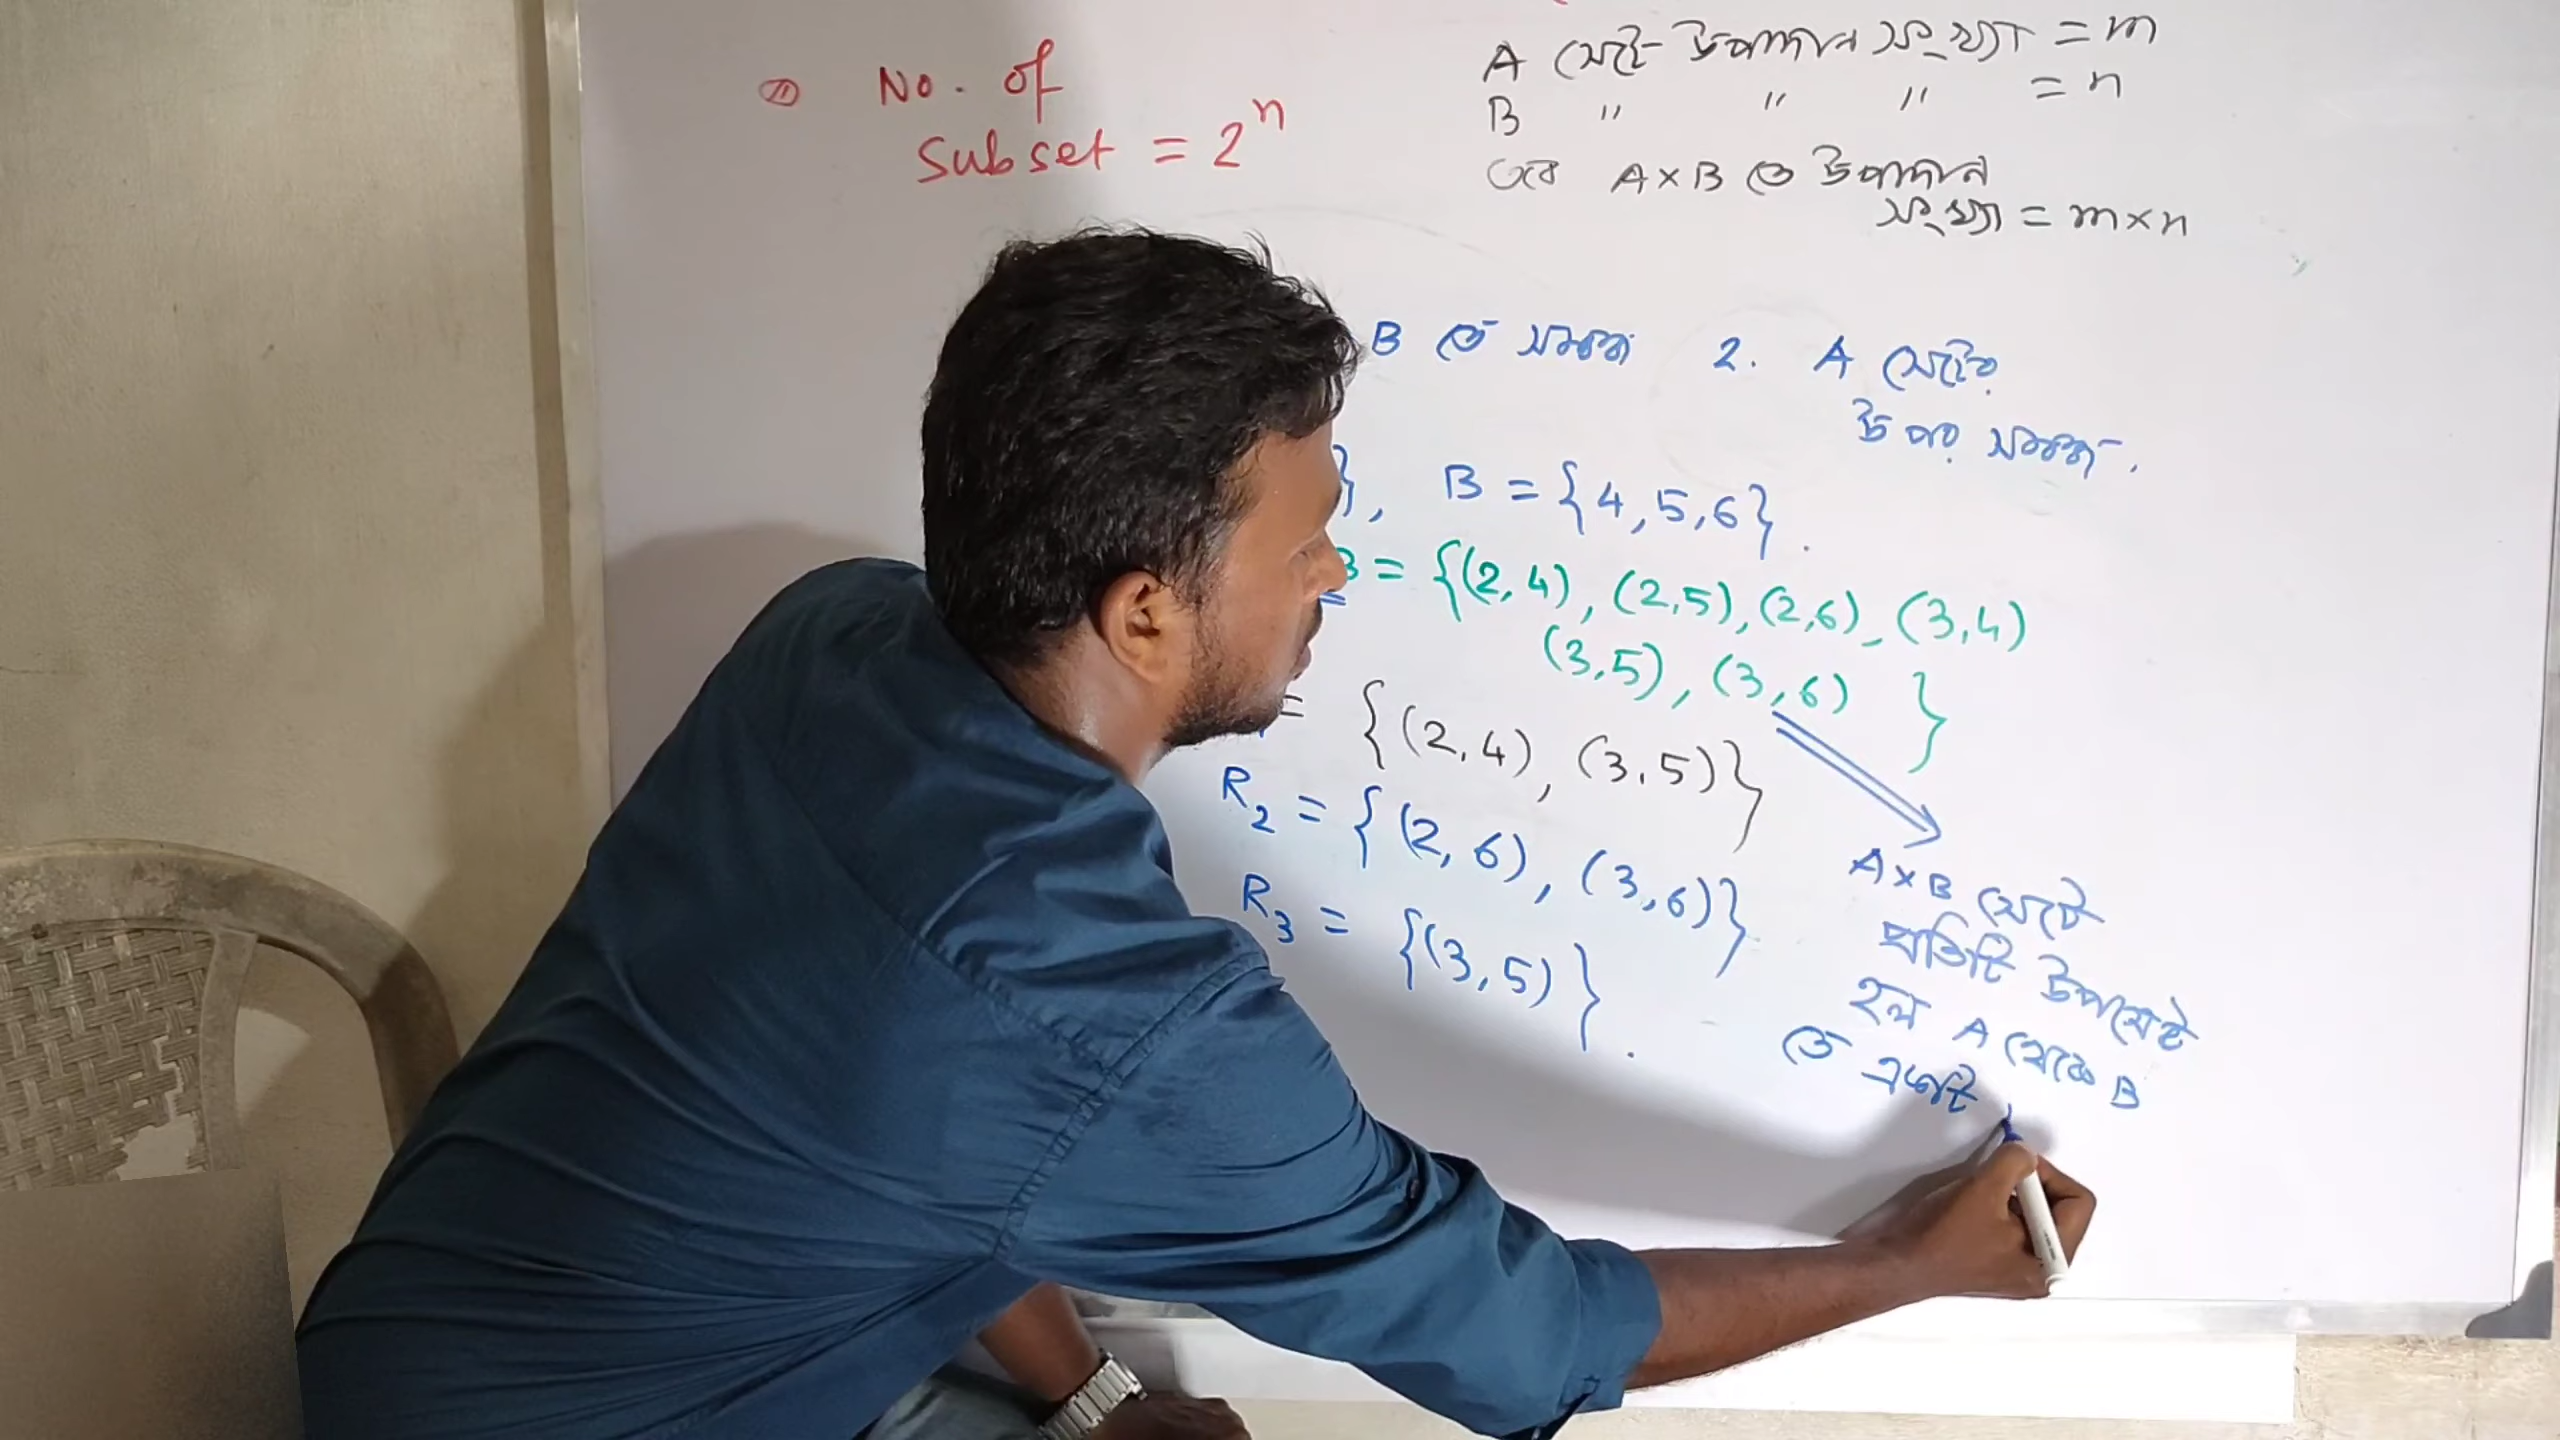 No. of
Subset = 2ⁿ
A সেটে উপাদান সংখ্যা = m
B " " " = n
তবে A×B তে উপাদান
সংখ্যা = m×n
B তে সম্বন্ধ 2. A সেটের
উপর সম্বন্ধ.
}, B = {4,5,6}.
B = {(2,4), (2,5), (2,6), (3,4)
(3,5), (3,6) }
= {(2,4), (3,5)}
R₂ = {(2,6), (3,6)}
R₃ = {(3,5)}.
A×B সেটে
প্রতিটি উপসেট
হল A থেকে B
তে একটি